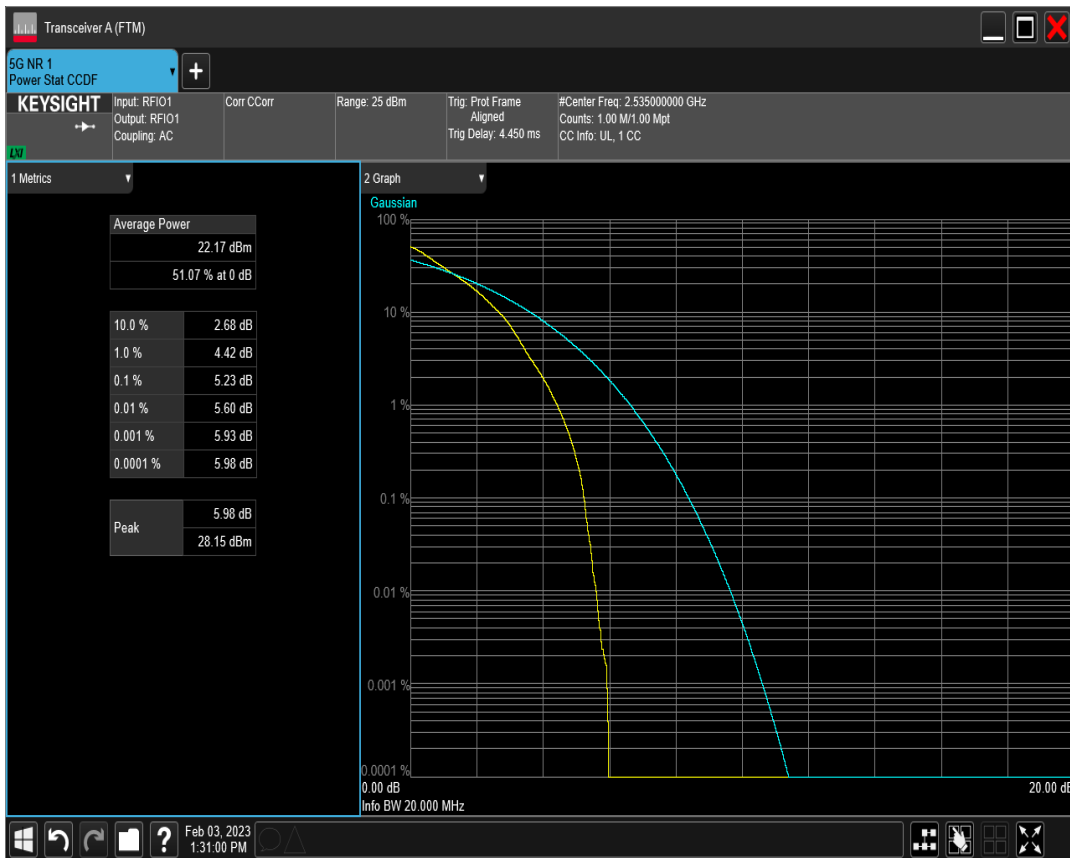 Transceiver A (FTM)
5G NR 1
Power Stat CCDF
KEYSIGHT
LXI
Input: RFIO1
Output: RFIO1
Coupling: AC
Corr CCorr
Range: 25 dBm
Trig: Prot Frame
Aligned
Trig Delay: 4.450 ms
#Center Freq: 2.535000000 GHz
Counts: 1.00 M/1.00 Mpt
CC Info: UL, 1 CC
1 Metrics
Average Power
22.17 dBm
51.07 % at 0 dB
10.0 % 2.68 dB
1.0 % 4.42 dB
0.1 % 5.23 dB
0.01 % 5.60 dB
0.001 % 5.93 dB
0.0001 % 5.98 dB
Peak 5.98 dB
28.15 dBm
2 Graph
Gaussian
100 %
10 %
1 %
0.1 %
0.01 %
0.001 %
0.0001 %
0.00 dB 20.00 dB
Info BW 20.000 MHz
? Feb 03, 2023
1:31:00 PM